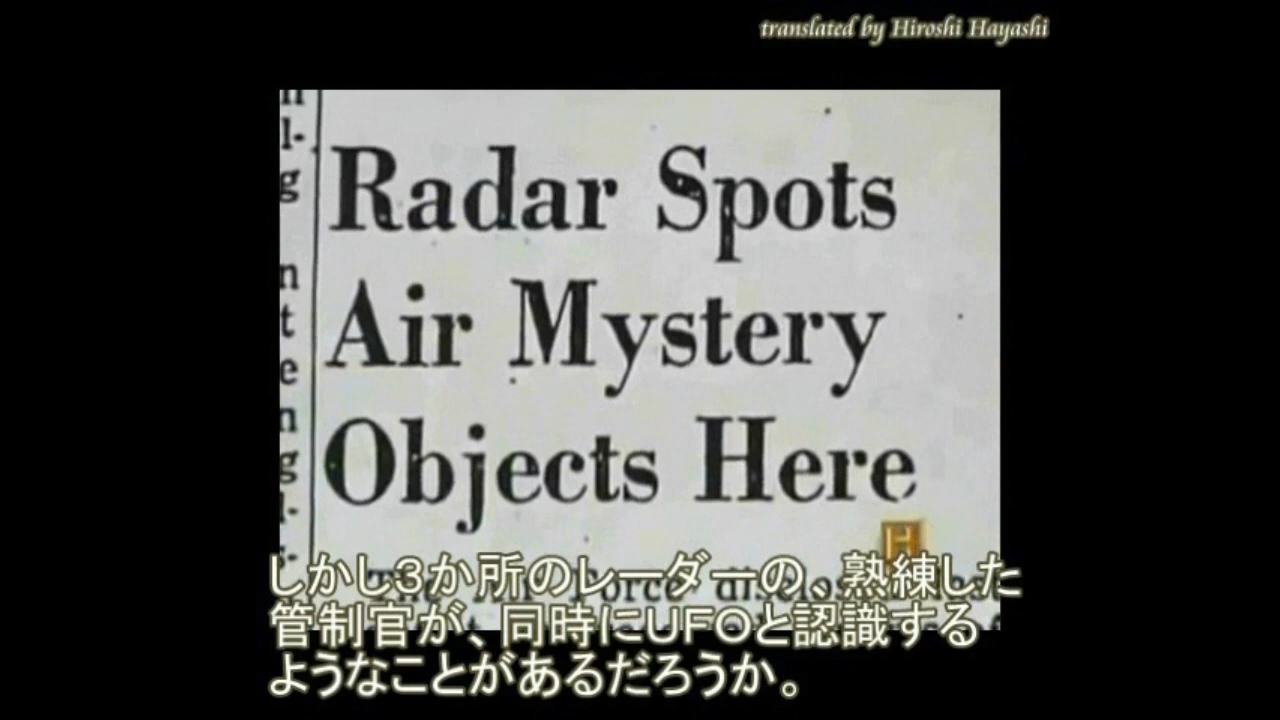 translated by Hiroshi Hayashi
n
l-
g
n
t
e
n
g
l-
s-
Radar Spots
Air Mystery
Objects Here
H
しかし３か所のレーダーの、熟練した
管制官が、同時にＵＦＯと認識する
ようなことがあるだろうか。